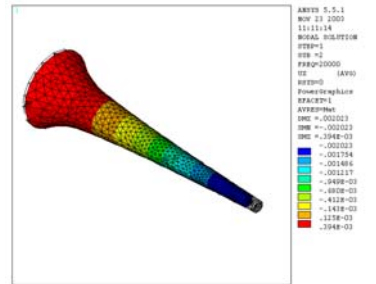 1
ANSYS 5.5.1
NOV 23 2003
11:11:14
NODAL SOLUTION
STEP=1
SUB =2
FREQ=20000
UZ (AVG)
RSYS=0
PowerGraphics
EFACET=1
AVRES=Mat
DMX =.002023
SMN =-.002023
SMX =.394E-03
-.002023
-.001754
-.001486
-.001217
-.949E-03
-.680E-03
-.412E-03
-.143E-03
.125E-03
.394E-03